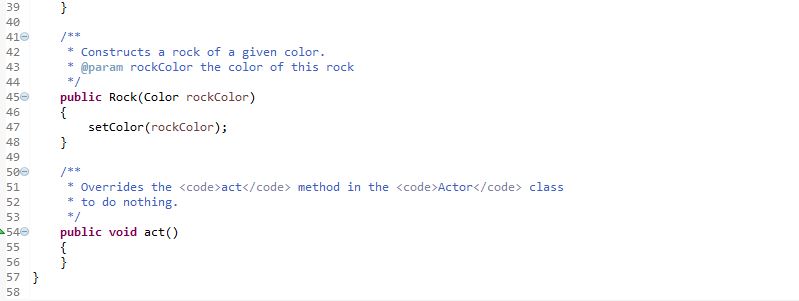 39     }
40
41     /**
42      * Constructs a rock of a given color.
43      * @param rockColor the color of this rock
44      */
45     public Rock(Color rockColor)
46     {
47         setColor(rockColor);
48     }
49
50     /**
51      * Overrides the <code>act</code> method in the <code>Actor</code> class
52      * to do nothing.
53      */
54     public void act()
55     {
56     }
57 }
58